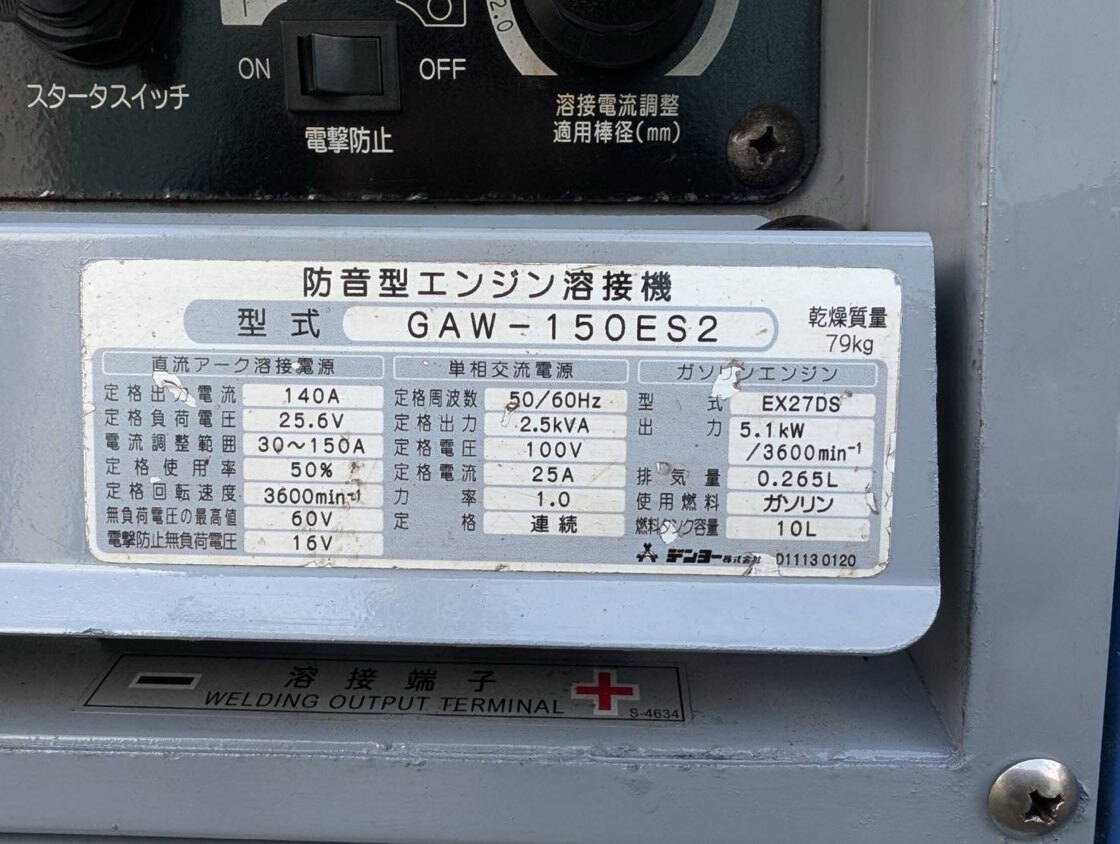 2.0
ON OFF
スタータスイッチ
電撃防止
溶接電流調整
適用棒径(mm)
防音型エンジン溶接機
型式 GAW-150ES2
乾燥質量
79kg
直流アーク溶接電源
定格出力電流 140A
定格負荷電圧 25.6V
電流調整範囲 30〜150A
定格使用率 50%
定格回転速度 3600min⁻¹
無負荷電圧の最高値 60V
電撃防止無負荷電圧 16V
単相交流電源
定格周波数 50/60Hz
定格出力 2.5kVA
定格電圧 100V
定格電流 25A
力率 1.0
定格 連続
ガソリンエンジン
型式 EX27DS
出力 5.1kW
/3600min⁻¹
排気量 0.265L
使用燃料 ガソリン
燃料タンク容量 10L
デンヨー株式会社 D1113 0120
溶接端子
WELDING OUTPUT TERMINAL
S-4634